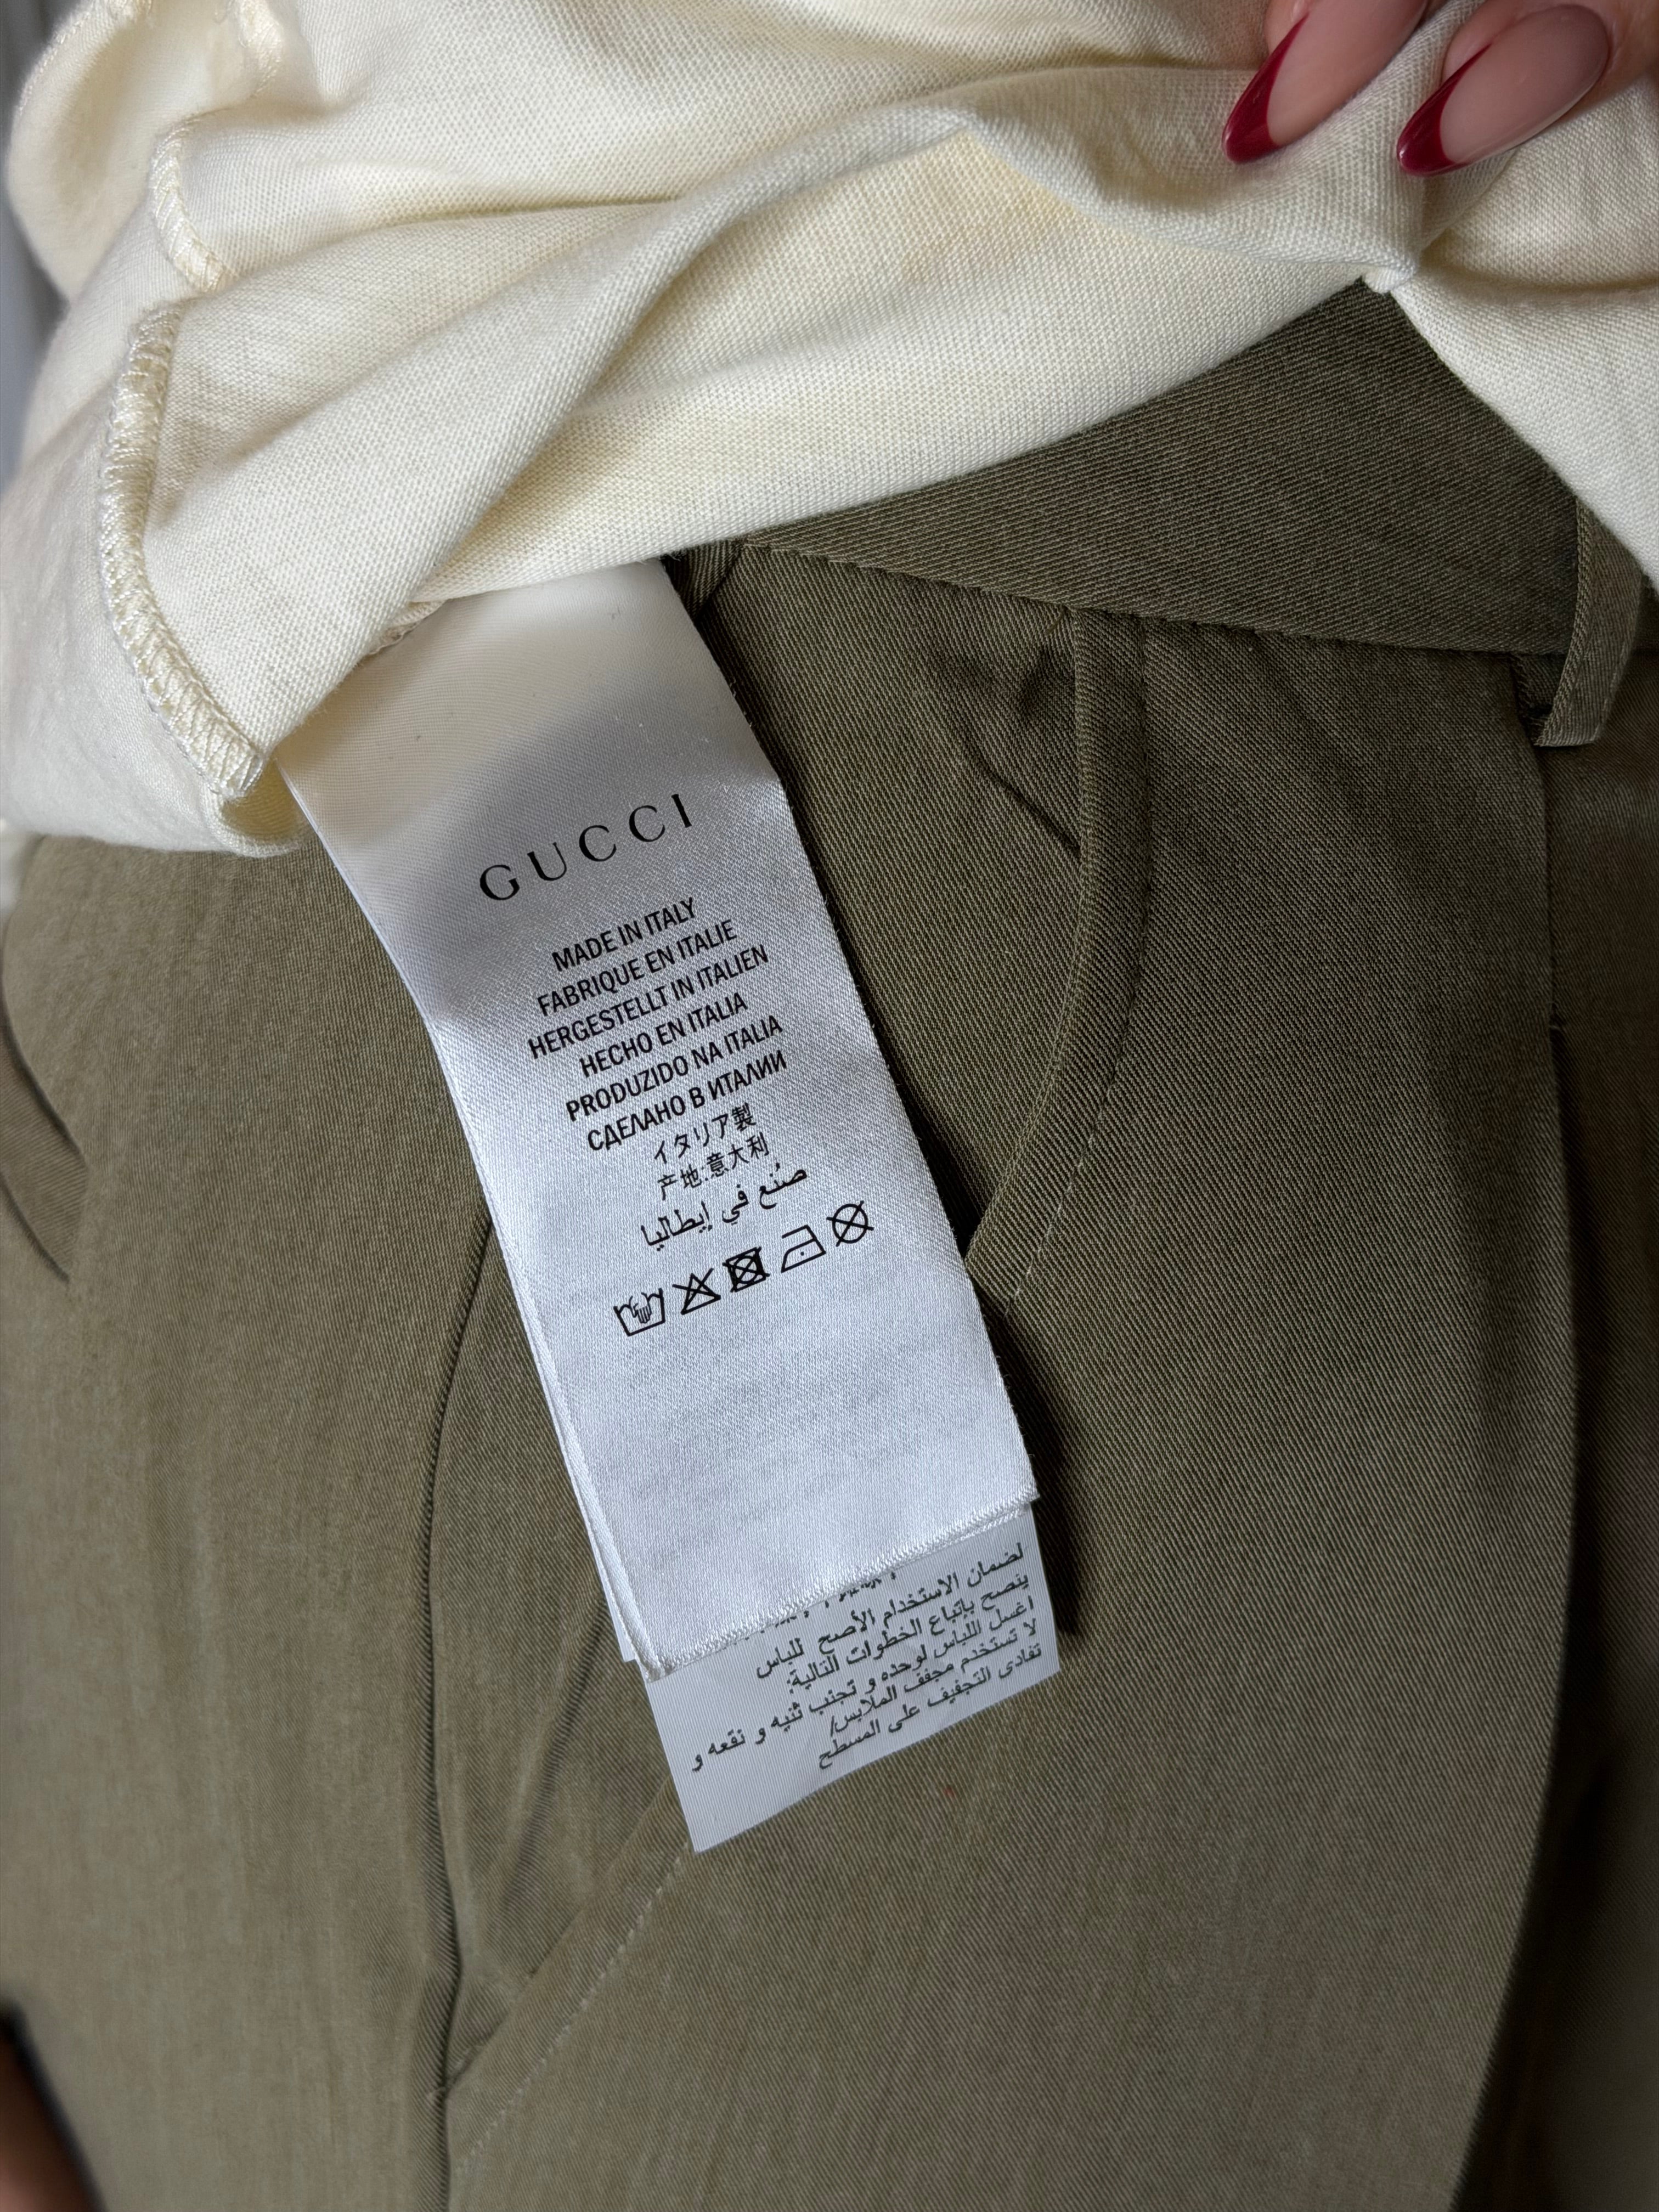 GUCCI
MADE IN ITALY
FABRIQUE EN ITALIE
HERGESTELLT IN ITALIEN
HECHO EN ITALIA
PRODUZIDO NA ITALIA
СДЕЛАНО В ИТАЛИИ
イタリア製
产地:意大利
صُنع في إيطاليا
لضمان الاستخدام الأصح للباس
ينصح بإتباع الخطوات التالية:
اغسل اللباس لوحده و تجنب ثنيه و نقعه و
لا تستخدم مجفف الملابس/
تفادى التجفيف على المسطح